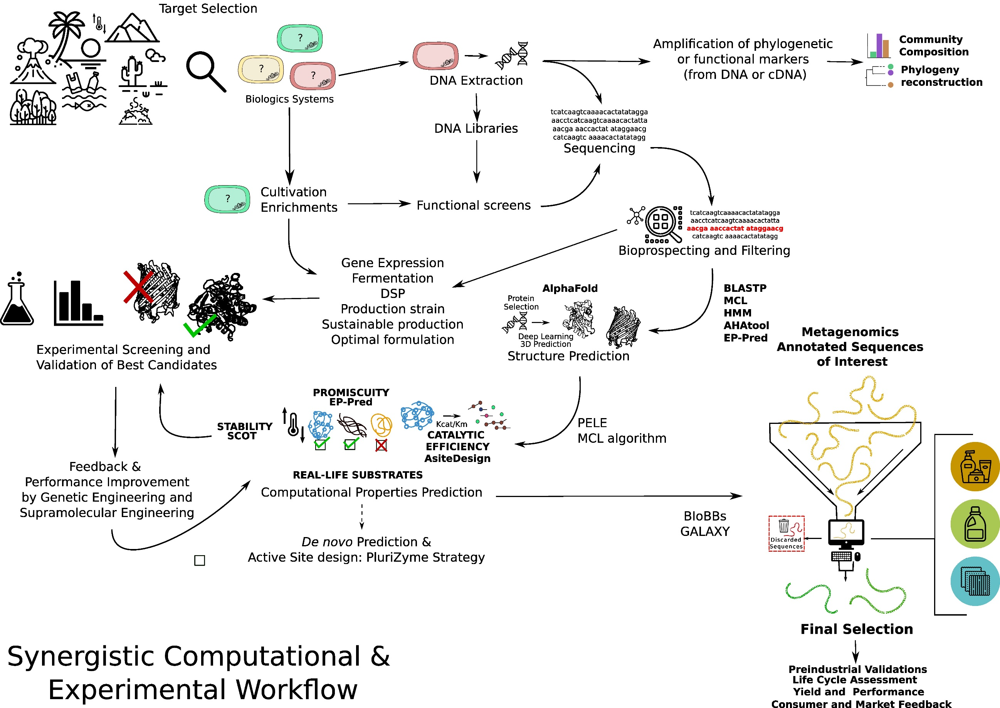 Target Selection
?
?
?
Biologics Systems
DNA Extraction
Amplification of phylogenetic
or functional markers
(from DNA or cDNA)
Community
Composition
Phylogeny
reconstruction
DNA Libraries
tcatcaagtcaaaacactatatagga
aacctcatcaagtcaaaacactatta
aacga aaccactat ataggaacg
catcaagtc aaaacactatatagg
Sequencing
?
Cultivation
Enrichments
Functional screens
tcatcaagtcaaaacactatatagga
aacctcatcaagtcaaaacactatta
aacga aaccactat ataggaacg
catcaagtc aaaacactatatagg
Bioprospecting and Filtering
Gene Expression
Fermentation
DSP
Production strain
Sustainable production
Optimal formulation
AlphaFold
Protein
Selection
Deep Learning
3D Prediction
Structure Prediction
BLASTP
MCL
HMM
AHAtool
EP-Pred
Experimental Screening and
Validation of Best Candidates
Metagenomics
Annotated Sequences
of Interest
PROMISCUITY
EP-Pred
STABILITY
SCOT
Kcat/Km
CATALYTIC
EFFICIENCY
AsiteDesign
PELE
MCL algorithm
REAL-LIFE SUBSTRATES
Computational Properties Prediction
Feedback &
Performance Improvement
by Genetic Engineering and
Supramolecular Engineering
De novo Prediction &
Active Site design: PluriZyme Strategy
BIoBBs
GALAXY
Discarded
Sequences
Final Selection
Preindustrial Validations
Life Cycle Assessment
Yield and Performance
Consumer and Market Feedback
Synergistic Computational &
Experimental Workflow